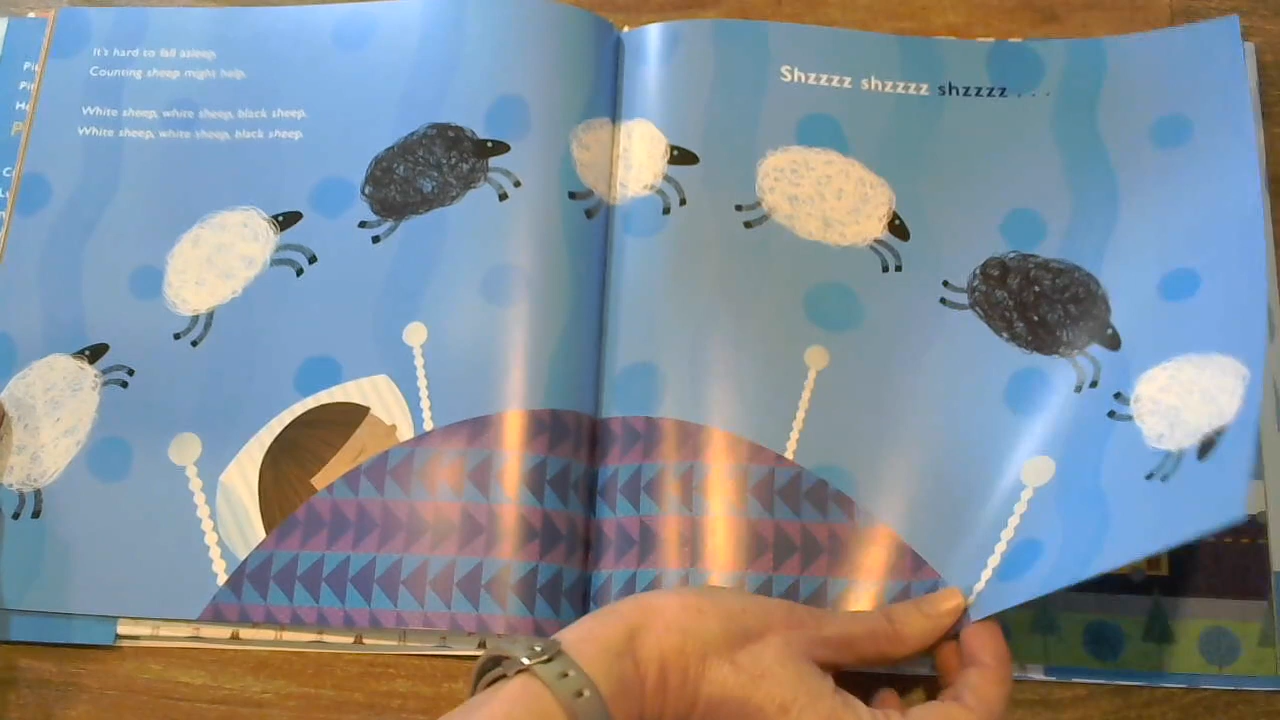 It's hard to fall asleep.
Counting sheep might help.
White sheep, white sheep, black sheep.
White sheep, white sheep, black sheep.
Shzzzz shzzzz shzzzz . . .